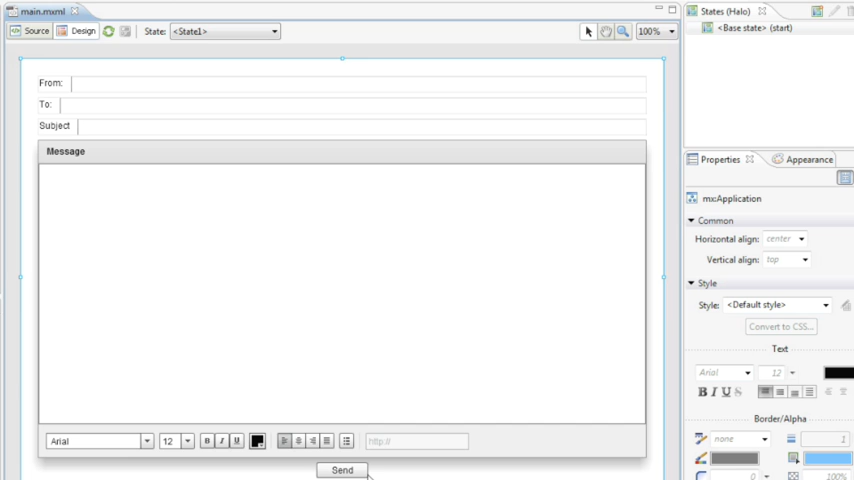 main.mxml
Source Design State: <State1> 100%
From:
To:
Subject
Message
Arial 12 B I U http://
Send
States (Halo)
<Base state> (start)
Properties Appearance
mx:Application
Common
Horizontal align: center
Vertical align: top
Style
Style: <Default style>
Convert to CSS...
Text
Arial 12
B I U S
Border/Alpha
none 1
0 100%